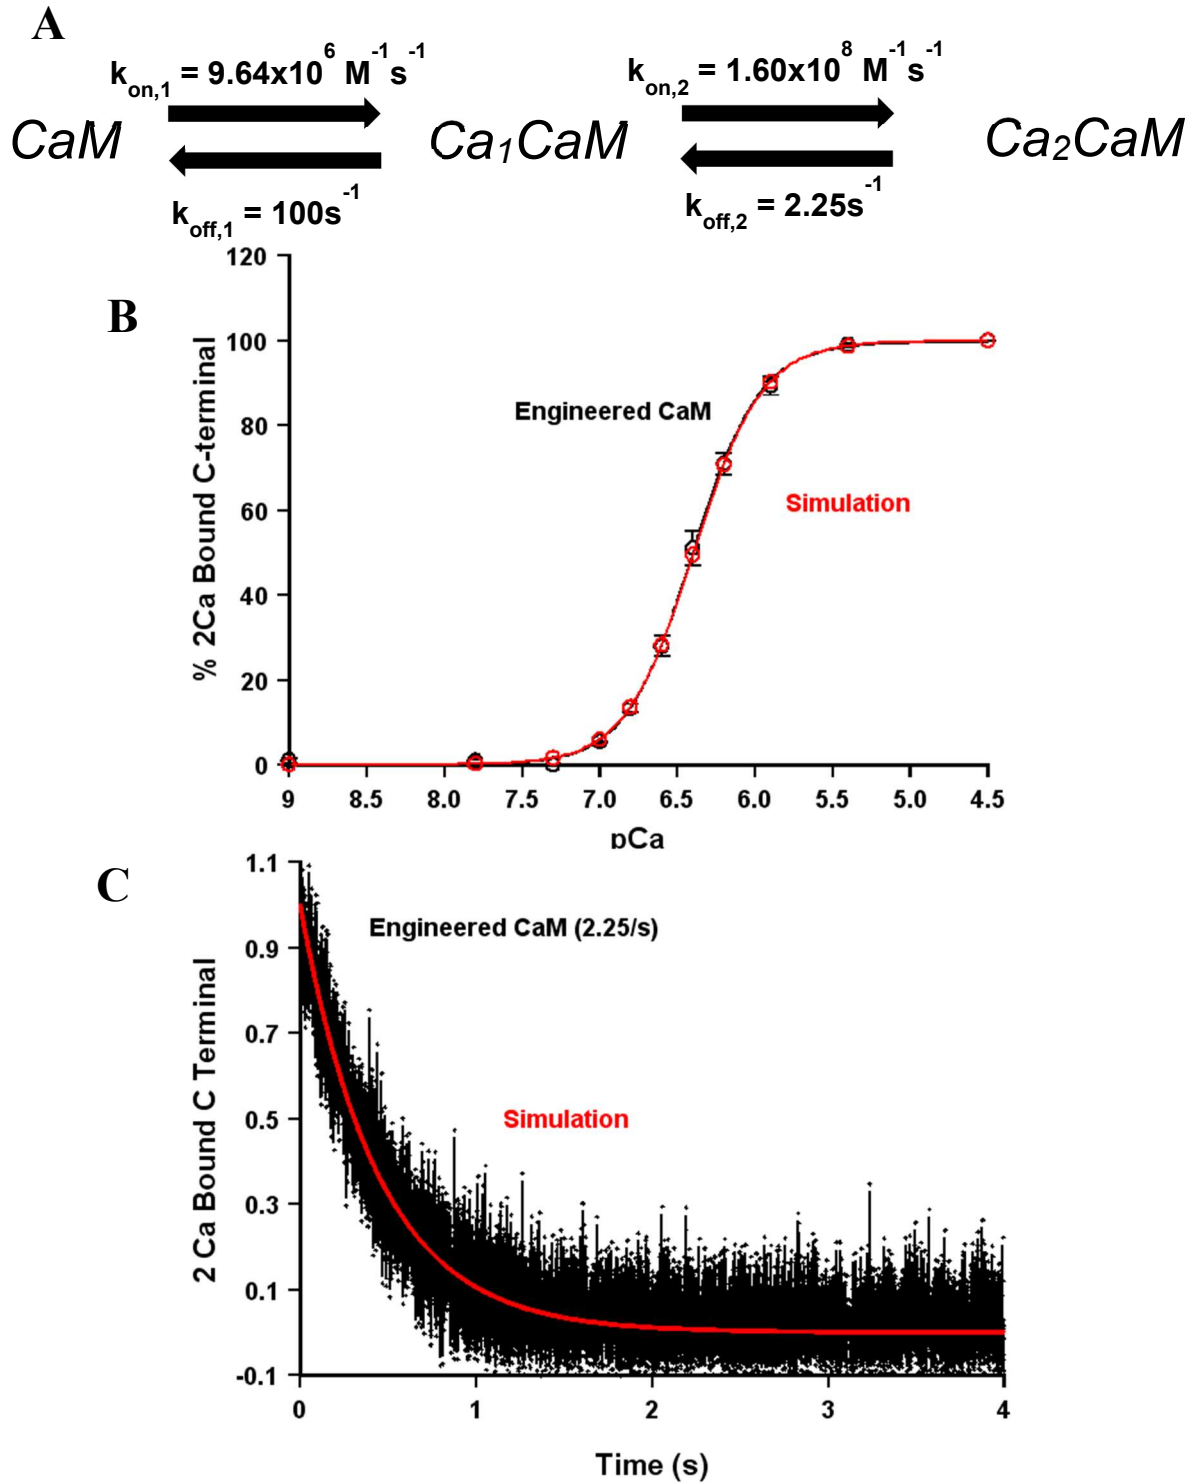 A
k_on,1 = 9.64x10^6 M^-1 s^-1
k_on,2 = 1.60x10^8 M^-1 s^-1
CaM
Ca₁CaM
Ca₂CaM
k_off,1 = 100s^-1
k_off,2 = 2.25s^-1
B
120
100
80
60
40
20
0
% 2Ca Bound C-terminal
Engineered CaM
Simulation
9 8.5 8.0 7.5 7.0 6.5 6.0 5.5 5.0 4.5
pCa
C
1.1
0.9
0.7
0.5
0.3
0.1
-0.1
2 Ca Bound C Terminal
Engineered CaM (2.25/s)
Simulation
0 1 2 3 4
Time (s)